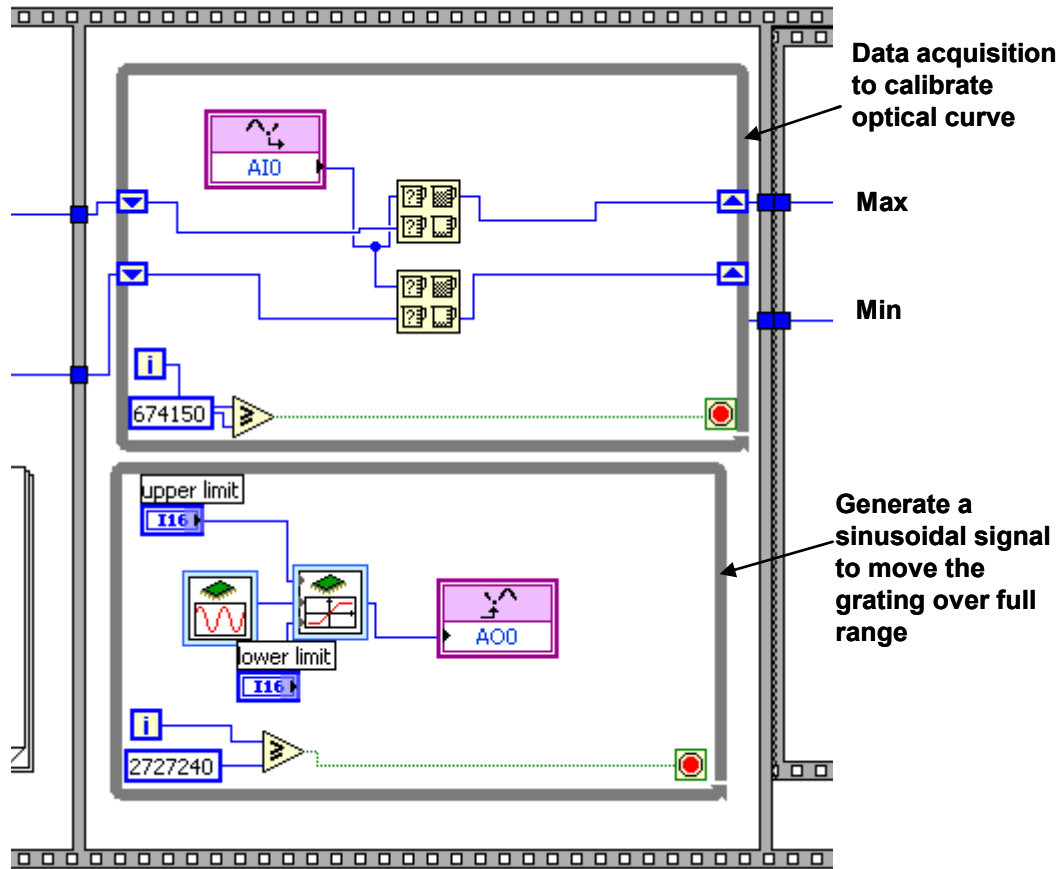 Data acquisition
to calibrate
optical curve
AI0
Max
Min
i
674150
upper limit
I16
Generate a
sinusoidal signal
to move the
grating over full
range
AO0
lower limit
I16
i
2727240